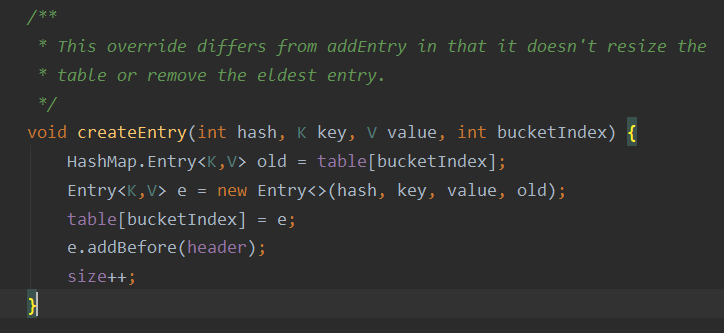 /**
 * This override differs from addEntry in that it doesn't resize the
 * table or remove the eldest entry.
 */
void createEntry(int hash, K key, V value, int bucketIndex) {
    HashMap.Entry<K,V> old = table[bucketIndex];
    Entry<K,V> e = new Entry<>(hash, key, value, old);
    table[bucketIndex] = e;
    e.addBefore(header);
    size++;
}